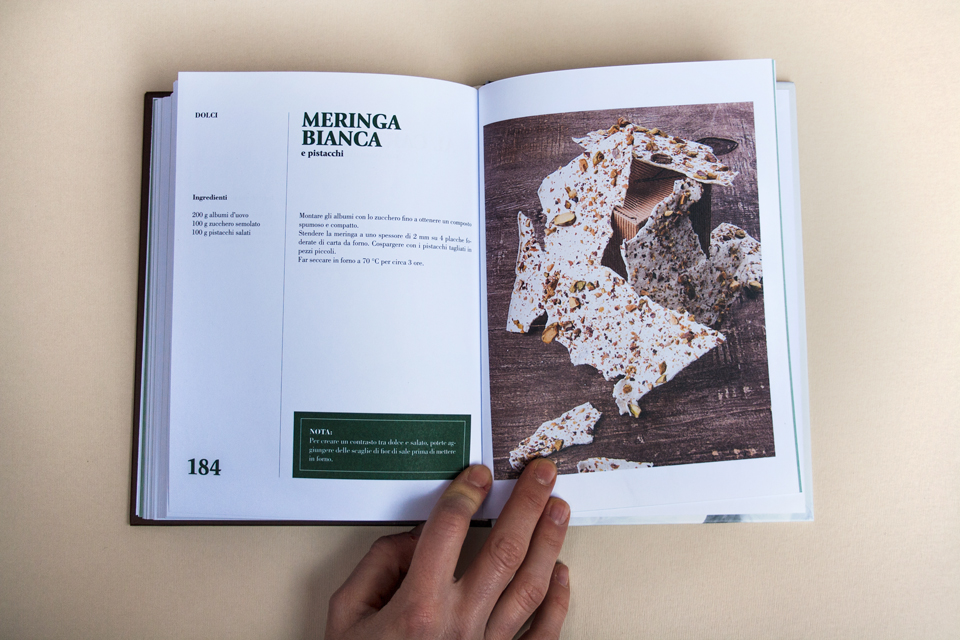 DOLCI
MERINGA
BIANCA
e pistacchi
Ingredienti
200 g albumi d'uovo
100 g zucchero semolato
100 g pistacchi salati
Montare gli albumi con lo zucchero fino a ottenere un composto
spumoso e compatto.
Stendere la meringa a uno spessore di 2 mm su 4 placche fo-
derate di carta da forno. Cospargere con i pistacchi tagliati in
pezzi piccoli.
Far seccare in forno a 70 °C per circa 3 ore.
NOTA:
Per creare un contrasto tra dolce e salato, potete ag-
giungere delle scaglie di fior di sale prima di mettere
in forno.
184